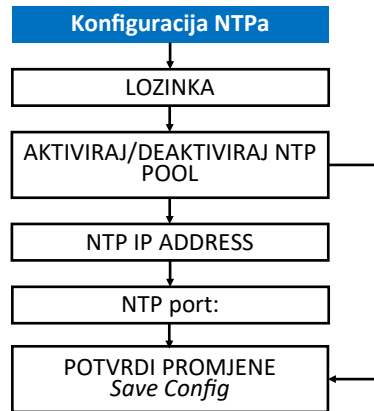 Konfiguracija NTPa
LOZINKA
AKTIVIRAJ/DEAKTIVIRAJ NTP
POOL
NTP IP ADDRESS
NTP port:
POTVRDI PROMJENE
Save Config